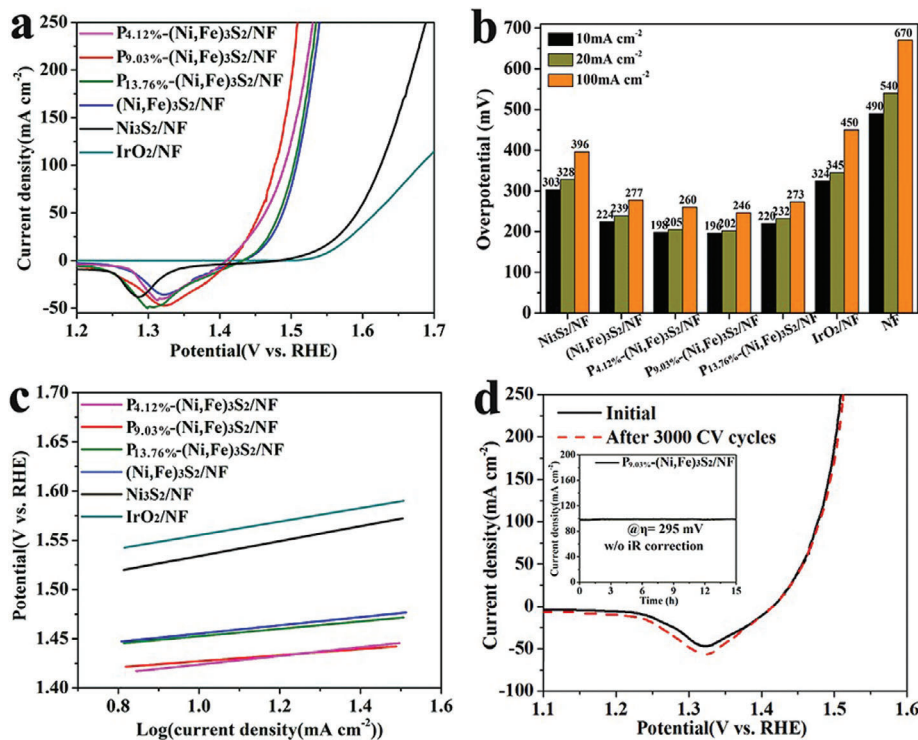 a
Current density(mA cm-2)
250
200
150
100
50
0
-50
P4.12%-(Ni,Fe)3S2/NF
P9.03%-(Ni,Fe)3S2/NF
P13.76%-(Ni,Fe)3S2/NF
(Ni,Fe)3S2/NF
Ni3S2/NF
IrO2/NF
1.2 1.3 1.4 1.5 1.6 1.7
Potential(V vs. RHE)
b
Overpotential (mV)
700
600
500
400
300
200
100
0
10mA cm-2
20mA cm-2
100mA cm-2
303 328 396
224 239 277
198 205 260
196 202 246
220 232 273
324 345 450
490 540 670
Ni3S2/NF
(Ni,Fe)3S2/NF
P4.12%-(Ni,Fe)3S2/NF
P9.03%-(Ni,Fe)3S2/NF
P13.76%-(Ni,Fe)3S2/NF
IrO2/NF
NF
c
Potential(V vs. RHE)
1.70
1.65
1.60
1.55
1.50
1.45
1.40
P4.12%-(Ni,Fe)3S2/NF
P9.03%-(Ni,Fe)3S2/NF
P13.76%-(Ni,Fe)3S2/NF
(Ni,Fe)3S2/NF
Ni3S2/NF
IrO2/NF
0.8 1.0 1.2 1.4 1.6
Log(current density(mA cm-2))
d
Current density(mA cm-2)
250
200
150
100
50
0
-50
-100
Initial
After 3000 CV cycles
Current density(mA cm-2)
200
160
120
80
40
0
P9.03%-(Ni,Fe)3S2/NF
@η= 295 mV
w/o iR correction
0 3 6 9 12 15
Time (h)
1.1 1.2 1.3 1.4 1.5 1.6
Potential(V vs. RHE)